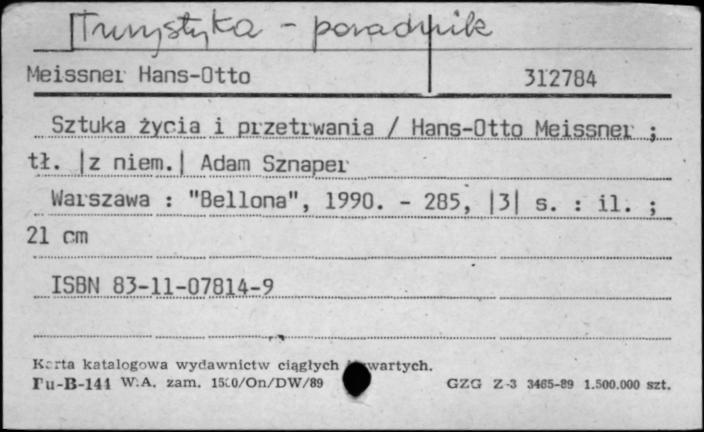 Turystyka - poradnik
Meissner Hans-Otto 312784
Sztuka życia i przetrwania / Hans-Otto Meissner ;
tł. |z niem.| Adam Sznaper
Warszawa : "Bellona", 1990. - 285, |3| s. : il. ;
21 cm
ISBN 83-11-07814-9
Karta katalogowa wydawnictw ciągłych wartych.
Pu-B-144 W.A. zam. 1500/On/DW/89 GZG Z-3 3465-89 1.500.000 szt.